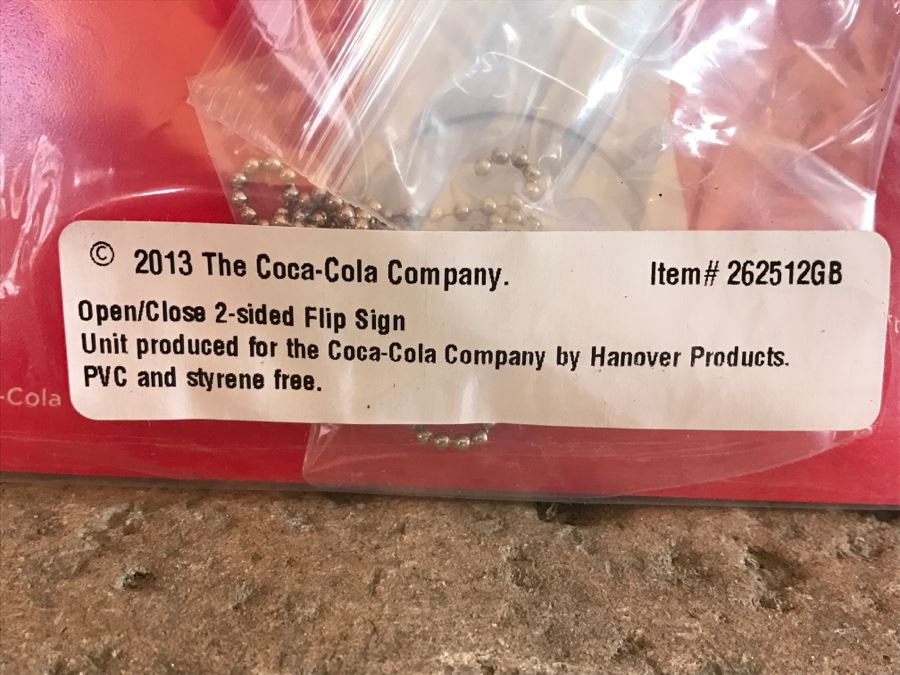 © 2013 The Coca-Cola Company. Item# 262512GB
Open/Close 2-sided Flip Sign
Unit produced for the Coca-Cola Company by Hanover Products.
PVC and styrene free.
-Cola